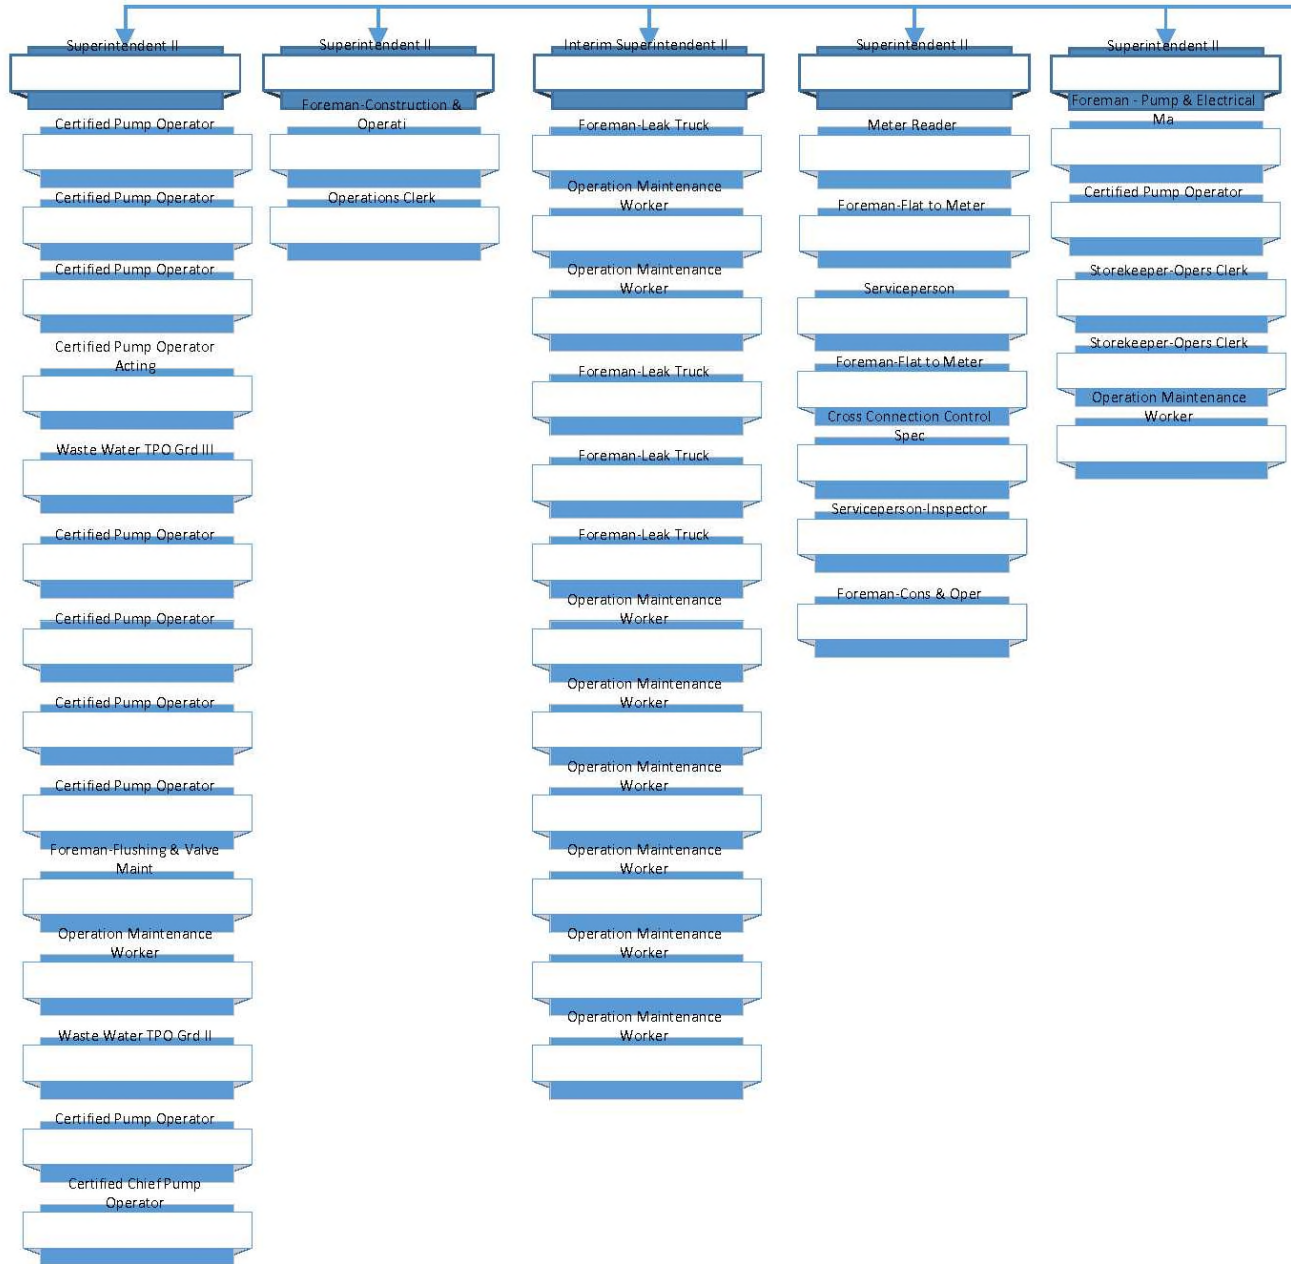 Superintendent II
Certified Pump Operator
Certified Pump Operator
Certified Pump Operator
Certified Pump Operator
Acting
Waste Water TPO Grd III
Certified Pump Operator
Certified Pump Operator
Certified Pump Operator
Certified Pump Operator
Foreman-Flushing & Valve
Maint
Operation Maintenance
Worker
Waste Water TPO Grd II
Certified Pump Operator
Certified Chief Pump
Operator
Superintendent II
Foreman-Construction &
Operati
Operations Clerk
Interim Superintendent II
Foreman-Leak Truck
Operation Maintenance
Worker
Operation Maintenance
Worker
Foreman-Leak Truck
Foreman-Leak Truck
Foreman-Leak Truck
Operation Maintenance
Worker
Operation Maintenance
Worker
Operation Maintenance
Worker
Operation Maintenance
Worker
Operation Maintenance
Worker
Operation Maintenance
Worker
Superintendent II
Meter Reader
Foreman-Flat to Meter
Serviceperson
Foreman-Flat to Meter
Cross Connection Control
Spec
Serviceperson-Inspector
Foreman-Cons & Oper
Superintendent II
Foreman - Pump & Electrical
Ma
Certified Pump Operator
Storekeeper-Opers Clerk
Storekeeper-Opers Clerk
Operation Maintenance
Worker